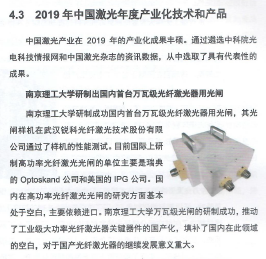 4.3 2019 年中国激光年度产业化技术和产品
中国激光产业在 2019 年的产业化成果丰硕。通过遴选中科院光
电科技情报网和中国激光杂志的资讯数据，从中选取了具有代表性的
成果。
南京理工大学研制出国内首台万瓦级光纤激光器用光闸
南京理工大学研制成功国内首台万瓦级光纤激光器用光闸，其光
闸样机在武汉锐科光纤激光技术股份有限
公司通过了样机的性能测试。目前国际上研
制高功率光纤激光光闸的单位主要是瑞典
的 Optoskand 公司和美国的 IPG 公司。国
内在高功率光纤激光光闸的研究方面基本
处于空白，主要依赖进口。南京理工大学万瓦级光闸的研制成功，推动
了工业级大功率光纤激光器关键器件的国产化，填补了国内在此领域
的空白，对于国产光纤激光器的继续发展意义重大。